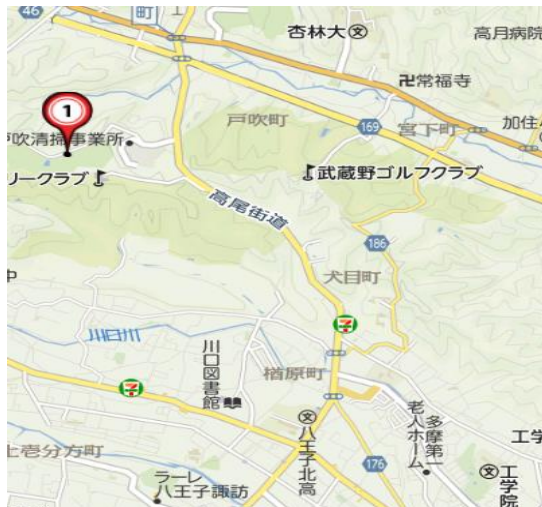 46
町
杏林大
高月病院
常福寺
1
戸吹町
169
宮下町
加住
戸吹清掃事業所
リークラブ
武蔵野ゴルフクラブ
高尾街道
186
中
犬目町
川口川
7
川口図書館
楢原町
7
八王子北高
多摩第一老人ホーム
上壱分方町
176
工学
工学院
ラーレ
八王子諏訪